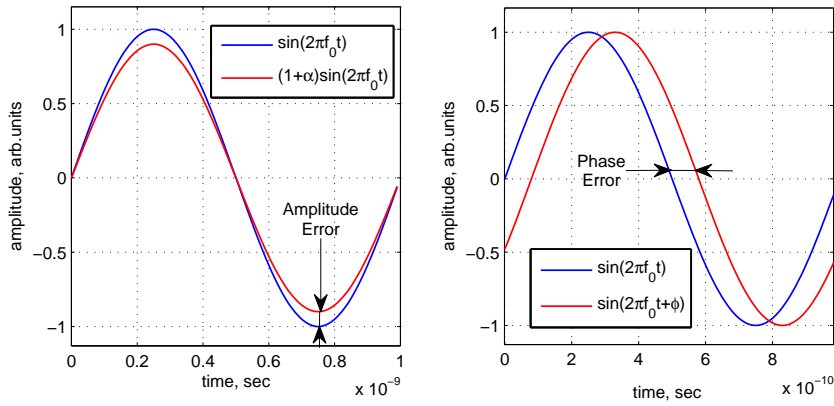 1
0.5
0
−0.5
−1
amplitude, arb.units
sin(2πf₀t)
(1+α)sin(2πf₀t)
Amplitude
Error
0 0.2 0.4 0.6 0.8 1
time, sec
x 10⁻⁹
1
0.5
0
−0.5
−1
amplitude, arb.units
Phase
Error
sin(2πf₀t)
sin(2πf₀t+ϕ)
0 2 4 6 8
time, sec
x 10⁻¹⁰